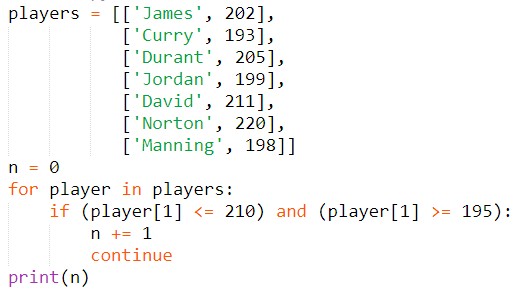 players = [['James', 202],
           ['Curry', 193],
           ['Durant', 205],
           ['Jordan', 199],
           ['David', 211],
           ['Norton', 220],
           ['Manning', 198]]
n = 0
for player in players:
    if (player[1] <= 210) and (player[1] >= 195):
        n += 1
        continue
print(n)